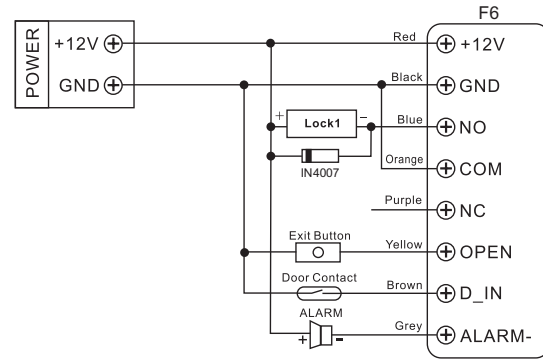 F6
POWER
+12V
GND
Red
+12V
Black
GND
+ Lock1 -
Blue
NO
IN4007
Orange
COM
Purple
NC
Exit Button
Yellow
OPEN
Door Contact
Brown
D_IN
ALARM
+ -
Grey
ALARM-